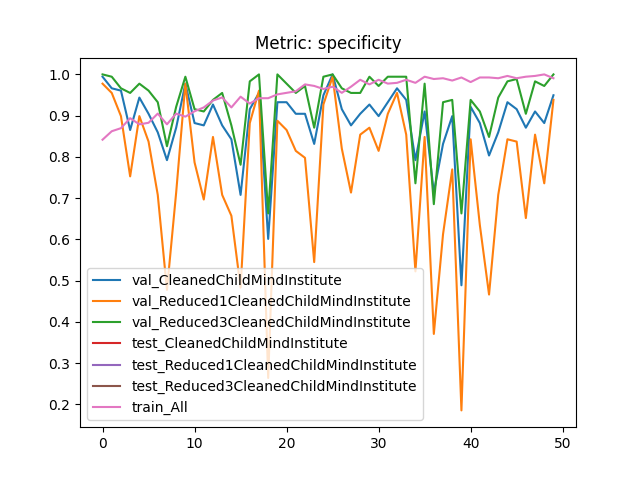 Metric: specificity
1.0
0.9
0.8
0.7
0.6
0.5
0.4
0.3
0.2
val_CleanedChildMindInstitute
val_Reduced1CleanedChildMindInstitute
val_Reduced3CleanedChildMindInstitute
test_CleanedChildMindInstitute
test_Reduced1CleanedChildMindInstitute
test_Reduced3CleanedChildMindInstitute
train_All
0 10 20 30 40 50